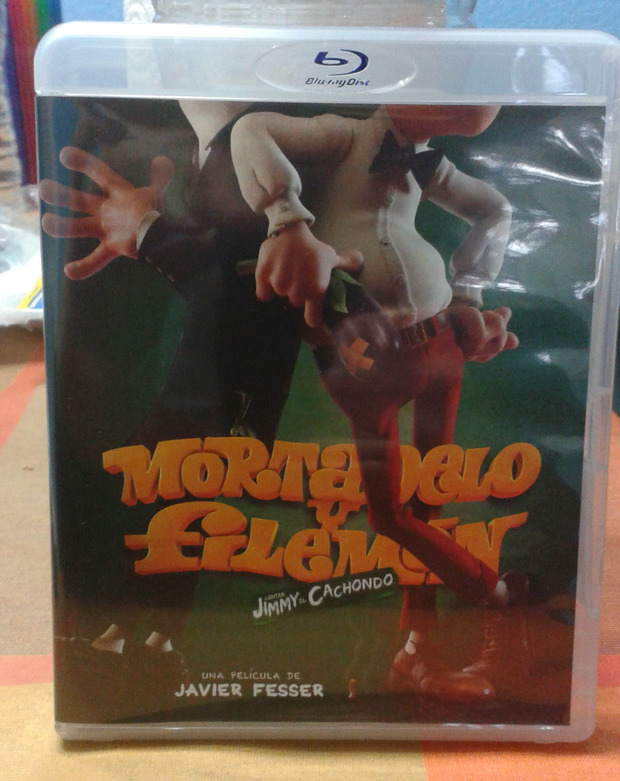 Blu-ray Disc
MORTADELO
Y
FILEMÓN
CONTRA
JIMMY EL CACHONDO
UNA PELÍCULA DE
JAVIER FESSER